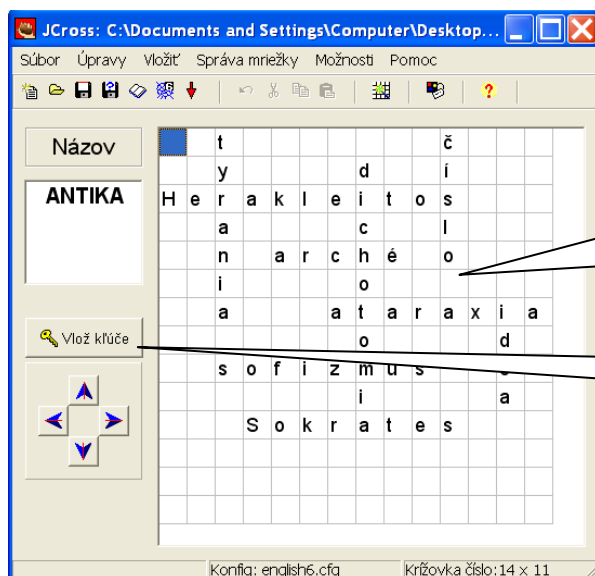 JCross: C:\Documents and Settings\Computer\Desktop...
Súbor Úpravy Vložiť Správa mriežky Možnosti Pomoc
Názov
ANTIKA
Vlož kľúče
t č
y d í
H e r a k l e i t o s
a c l
n a r c h é o
i o
a a t a r a x i a
o d
s o f i z m u s
i a
S o k r a t e s
Konfig: english6.cfg Krížovka číslo:14 x 11